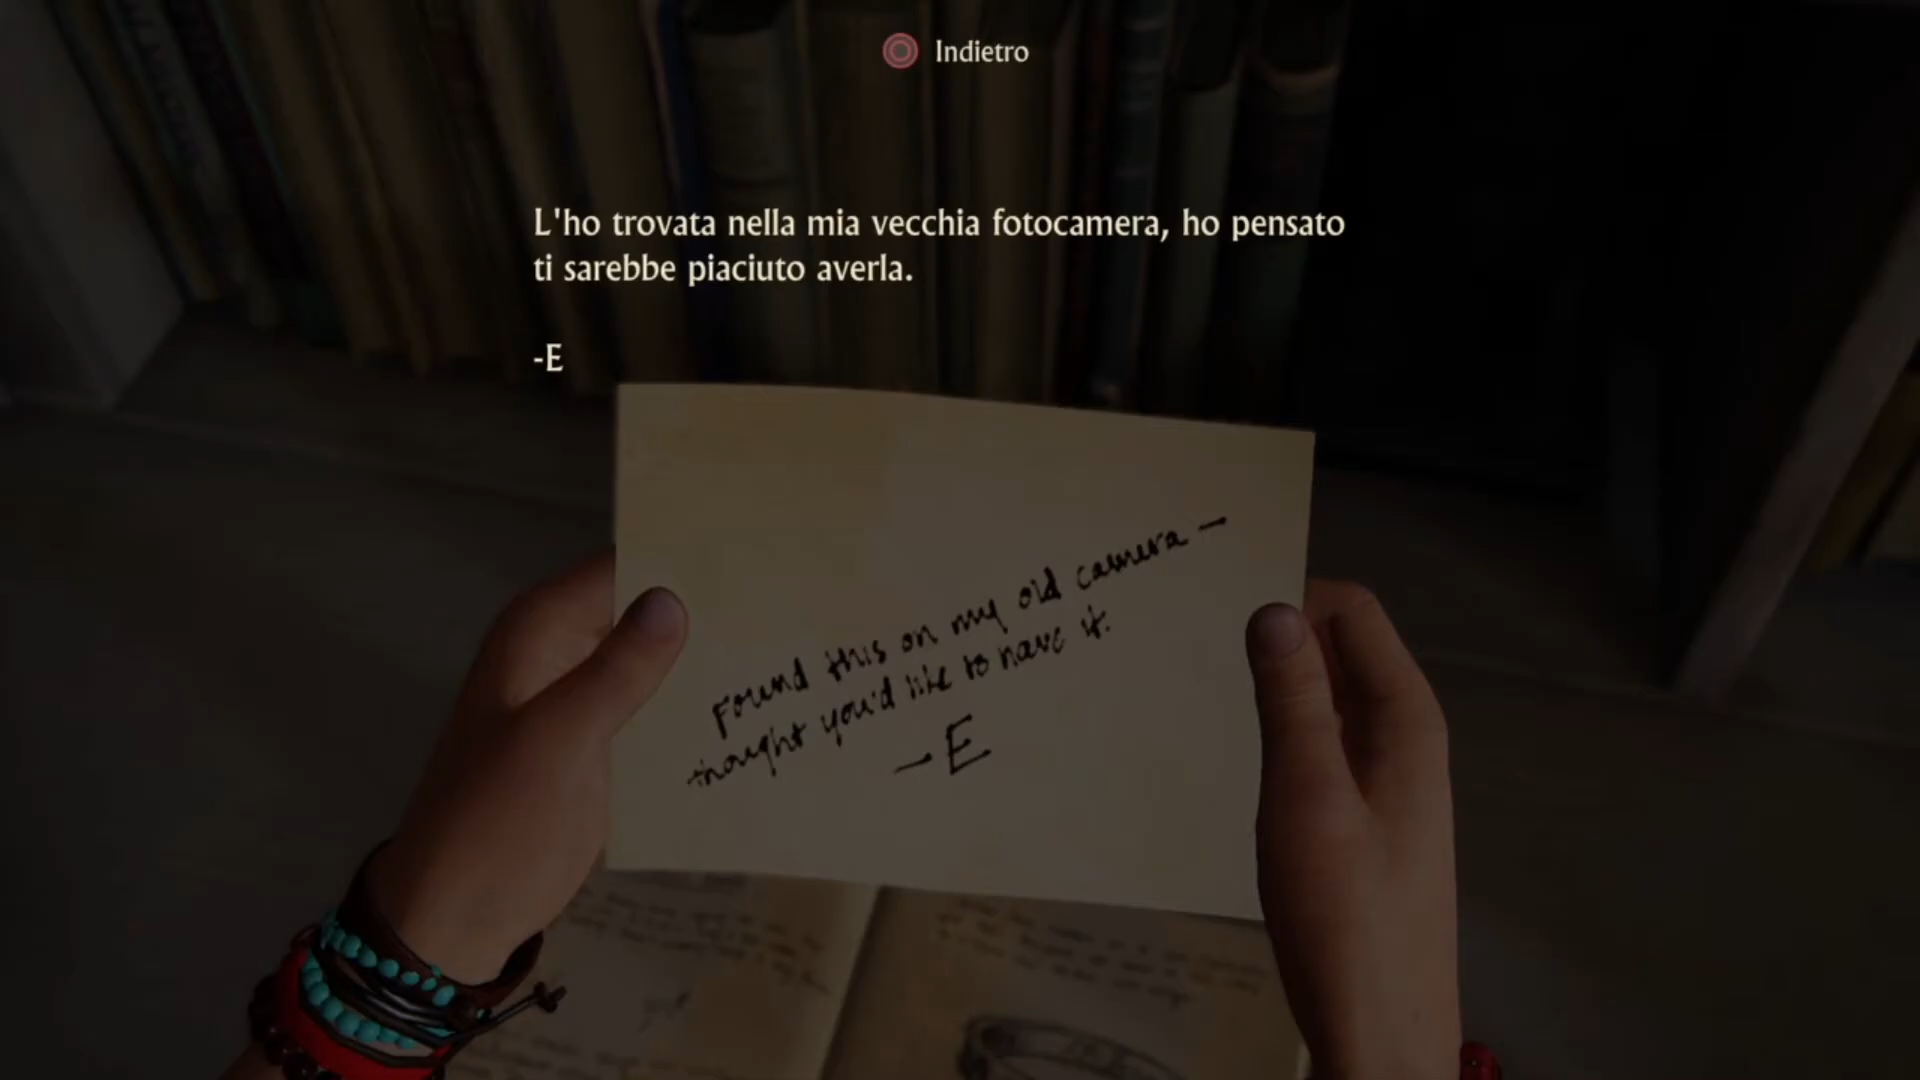 Indietro
L'ho trovata nella mia vecchia fotocamera, ho pensato
ti sarebbe piaciuto averla.
-E
Found this on my old camera –
thought you'd like to have it.
– E